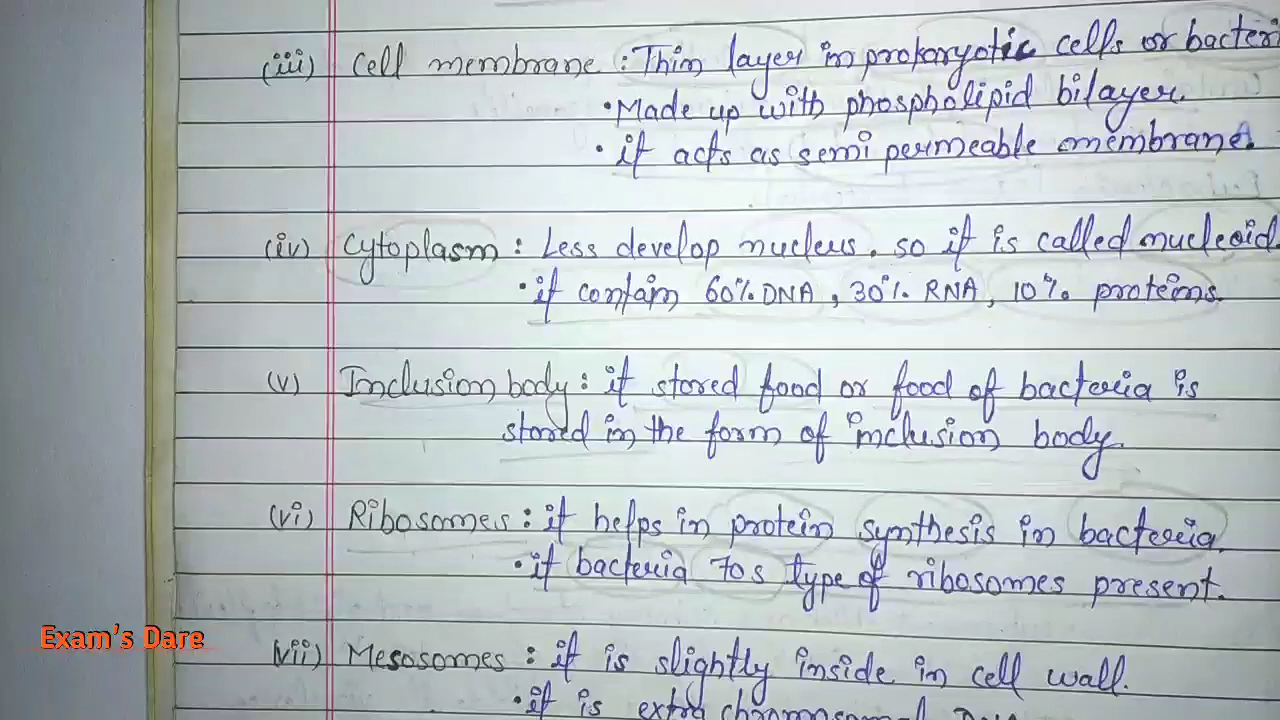 (iii) Cell membrane : Thin layer in prokaryotic cells or bacteri
• Made up with phospholipid bilayer.
• it acts as semi permeable membrane.
(iv) Cytoplasm : Less develop nucleus. so it is called nucleoid
• it contain 60% DNA, 30% RNA, 10% proteins.
(v) Inclusion body : it stored food or food of bacteria is
stored in the form of inclusion body.
(vi) Ribosomes : it helps in protein synthesis in bacteria.
• it bacteria 70s type of ribosomes present.
Exam's Dare
(vii) Mesosomes : it is slightly inside in cell wall.
• it is extra chromosomal DNA